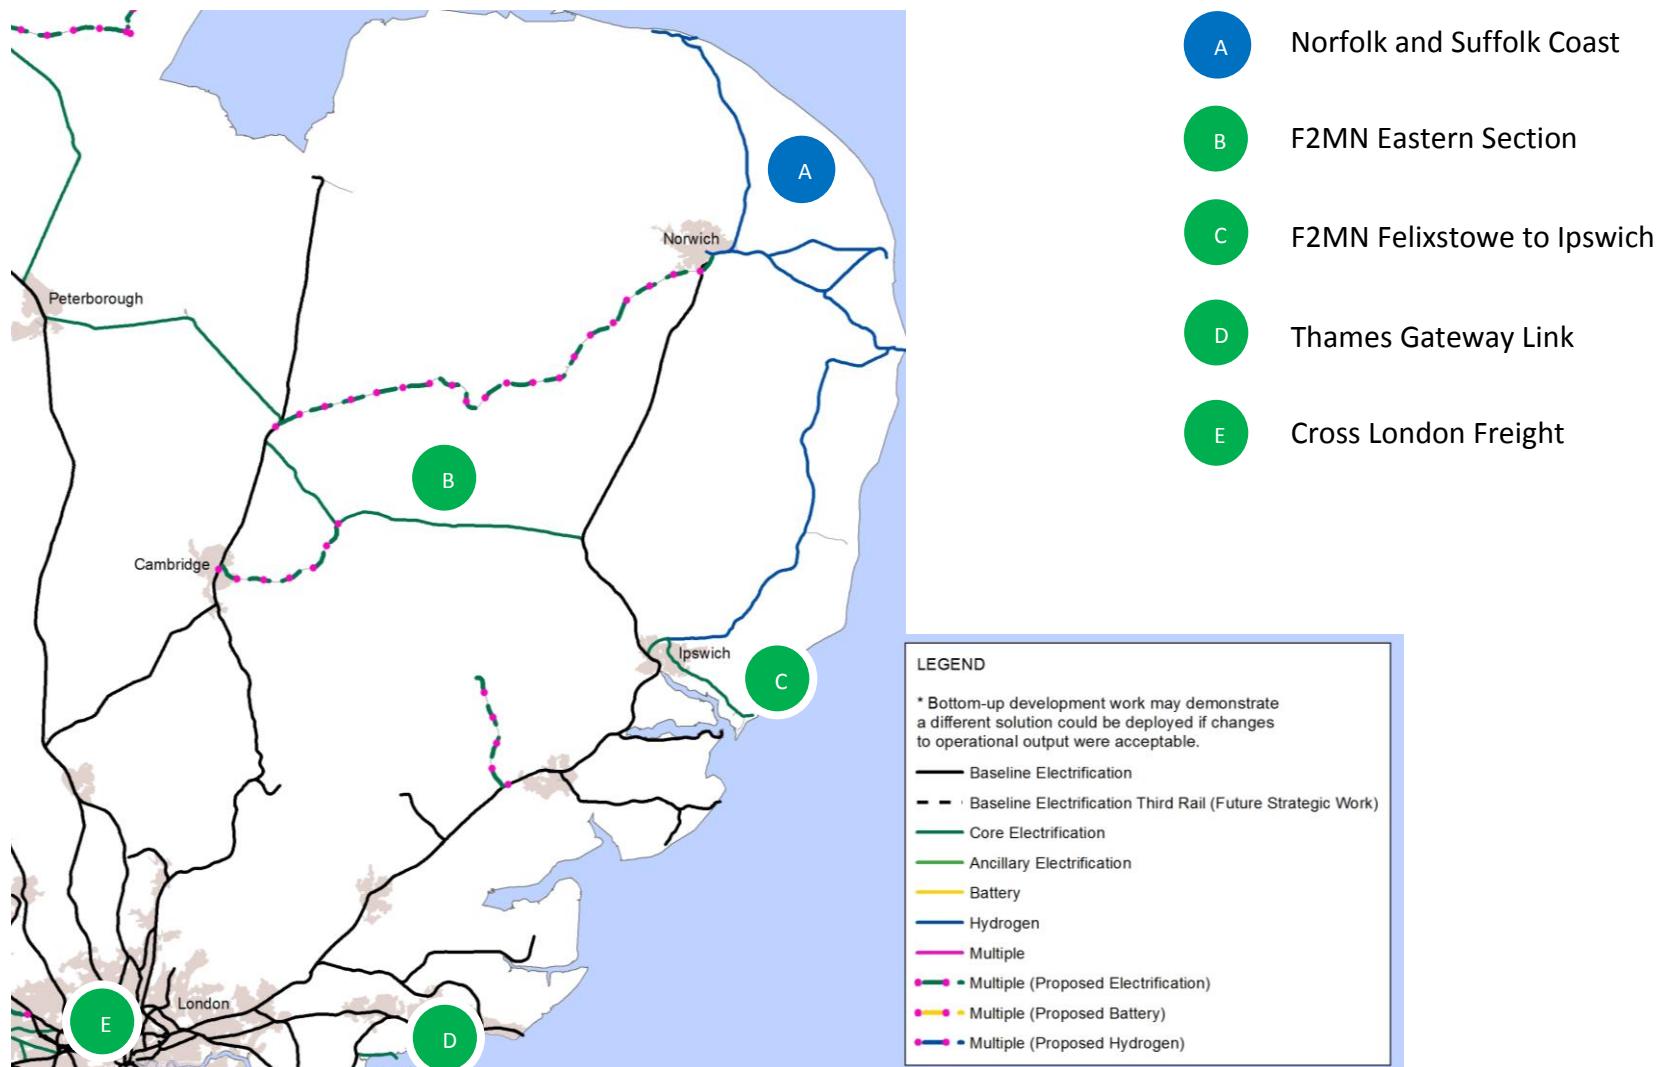 A Norfolk and Suffolk Coast
B F2MN Eastern Section
C F2MN Felixstowe to Ipswich
D Thames Gateway Link
E Cross London Freight
A
Norwich
Peterborough
B
Cambridge
Ipswich
C
London
E
D
LEGEND
* Bottom-up development work may demonstrate
a different solution could be deployed if changes
to operational output were acceptable.
Baseline Electrification
Baseline Electrification Third Rail (Future Strategic Work)
Core Electrification
Ancillary Electrification
Battery
Hydrogen
Multiple
Multiple (Proposed Electrification)
Multiple (Proposed Battery)
Multiple (Proposed Hydrogen)